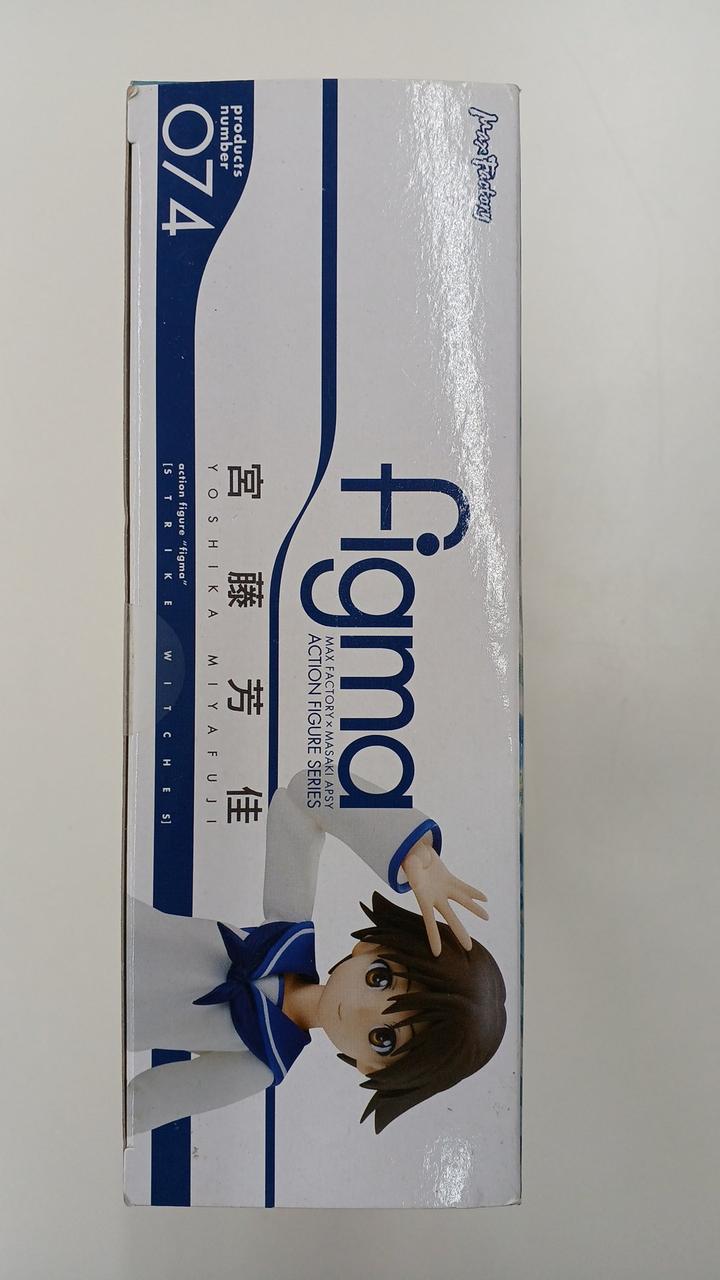 Max Factory
figma
MAX FACTORY × MASAKI APSY
ACTION FIGURE SERIES
products
number
074
宮藤芳佳
YOSHIKA MIYAFUJI
action figure "figma"
[STRIKE WITCHES]